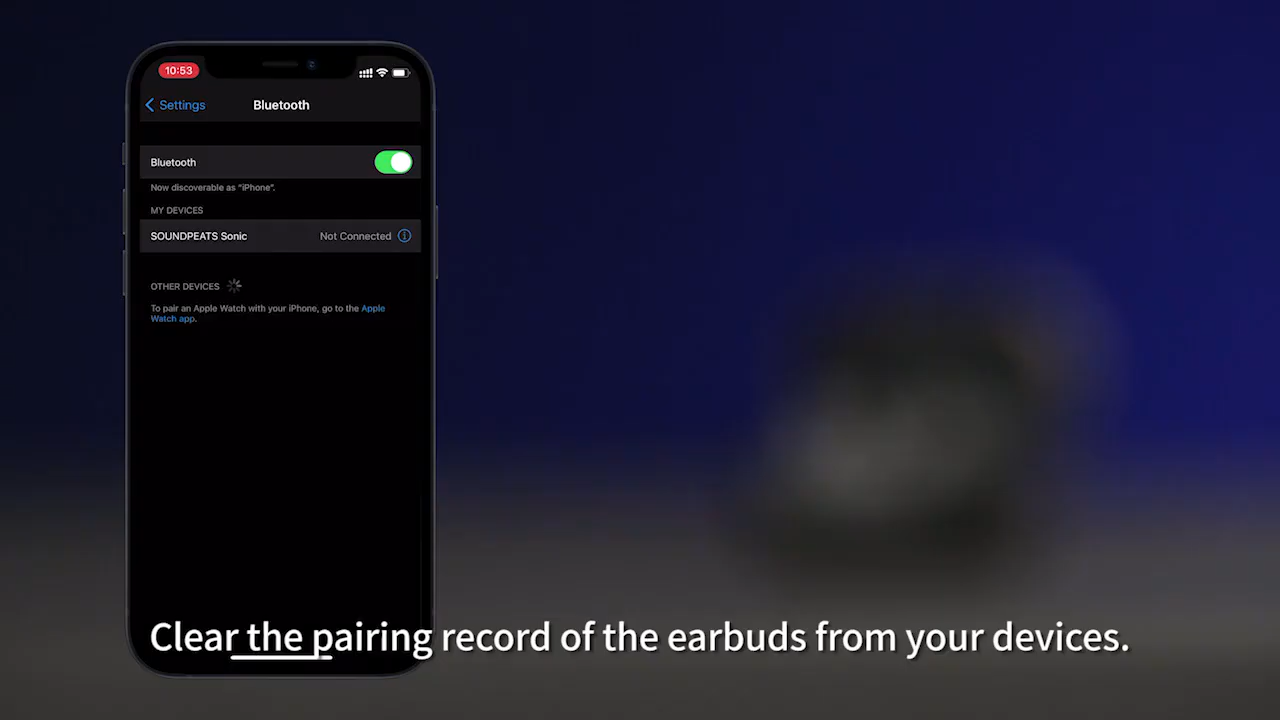 10:53
Settings
Bluetooth
Bluetooth
Now discoverable as “iPhone”.
MY DEVICES
SOUNDPEATS Sonic Not Connected
OTHER DEVICES
To pair an Apple Watch with your iPhone, go to the Apple
Watch app.
Clear the pairing record of the earbuds from your devices.